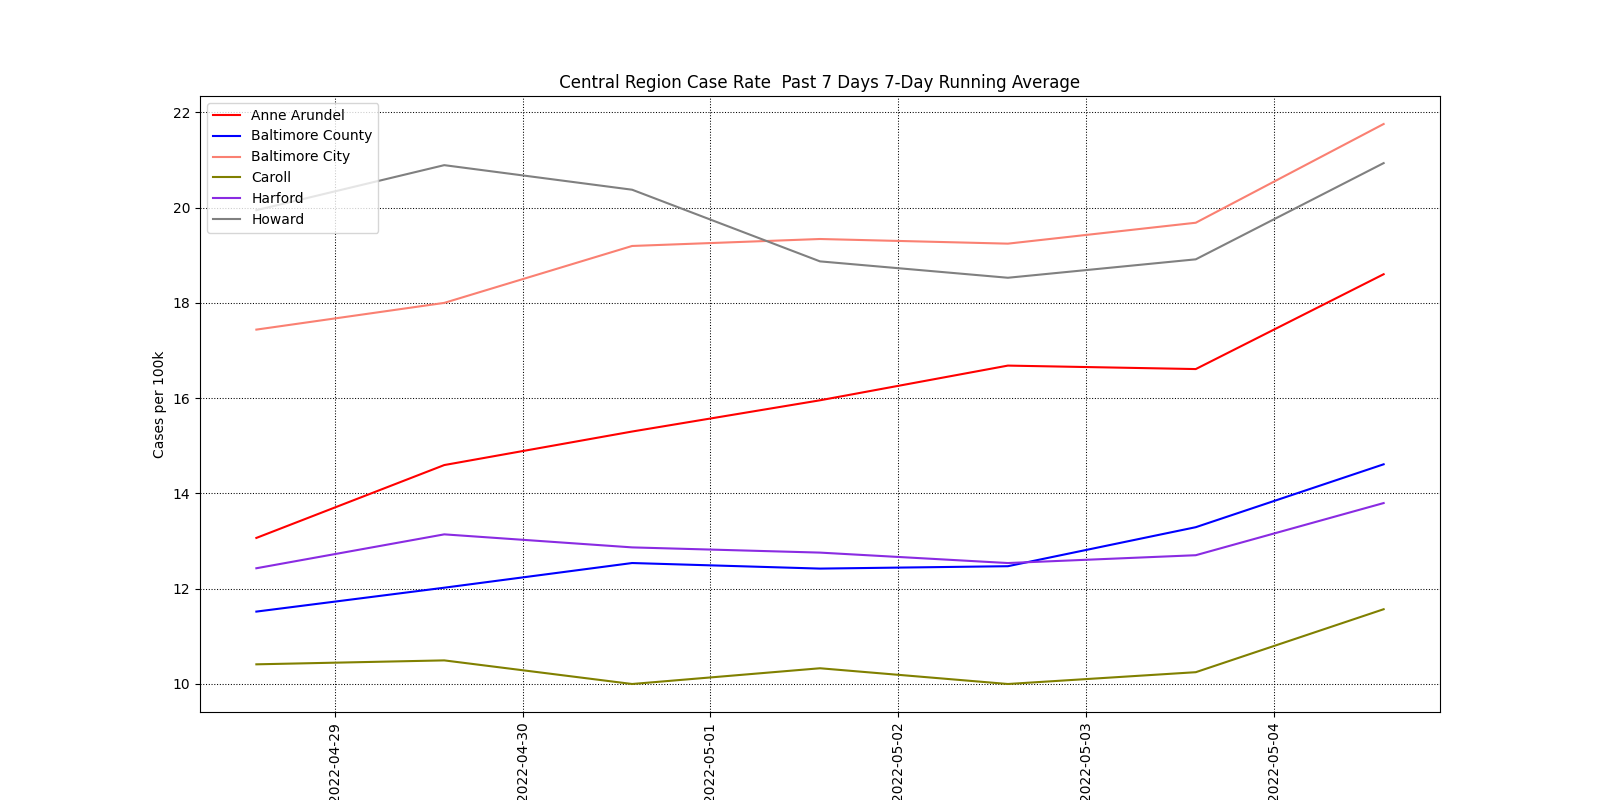 Central Region Case Rate  Past 7 Days 7-Day Running Average
Anne Arundel
Baltimore County
Baltimore City
Caroll
Harford
Howard
Cases per 100k
22
20
18
16
14
12
10
2022-04-29
2022-04-30
2022-05-01
2022-05-02
2022-05-03
2022-05-04